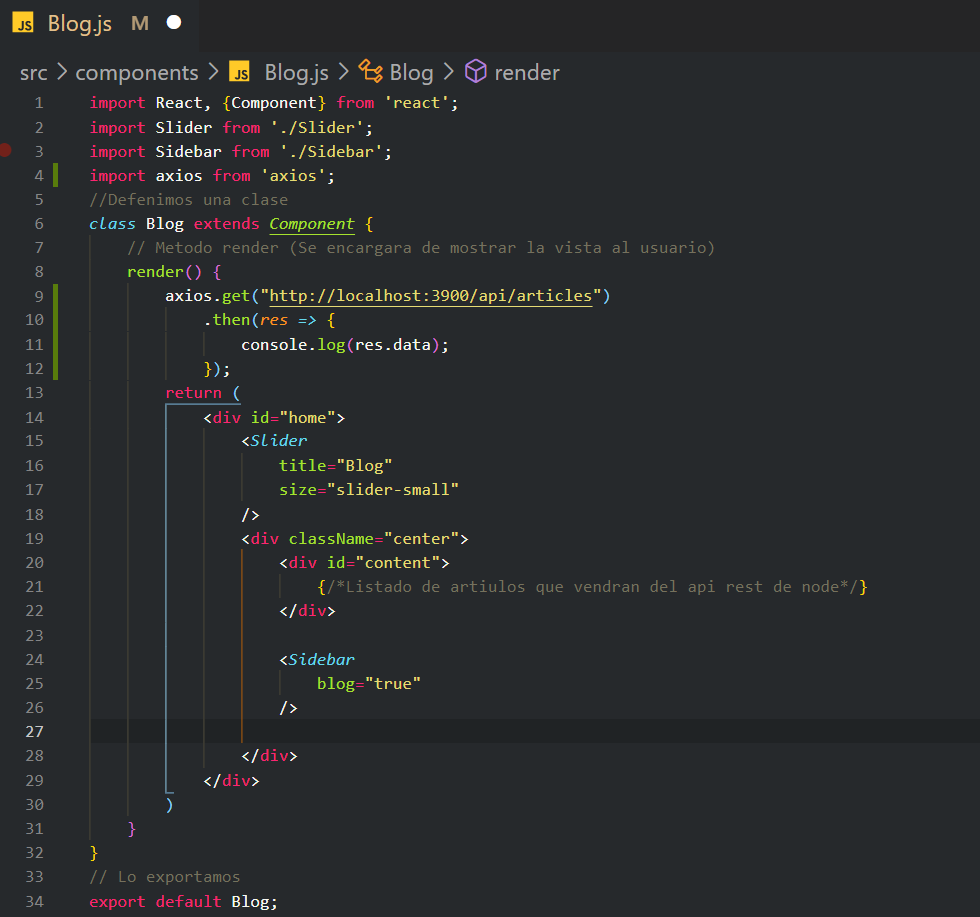 JS Blog.js M
src > components > JS Blog.js > Blog > render
1 import React, {Component} from 'react';
2 import Slider from './Slider';
3 import Sidebar from './Sidebar';
4 import axios from 'axios';
5 //Defenimos una clase
6 class Blog extends Component {
7     // Metodo render (Se encargara de mostrar la vista al usuario)
8     render() {
9         axios.get("http://localhost:3900/api/articles")
10             .then(res => {
11                 console.log(res.data);
12             });
13         return (
14             <div id="home">
15                 <Slider
16                     title="Blog"
17                     size="slider-small"
18                 />
19                 <div className="center">
20                     <div id="content">
21                         {/*Listado de artiulos que vendran del api rest de node*/}
22                     </div>
23
24                     <Sidebar
25                         blog="true"
26                     />
27
28                 </div>
29             </div>
30         )
31     }
32 }
33 // Lo exportamos
34 export default Blog;